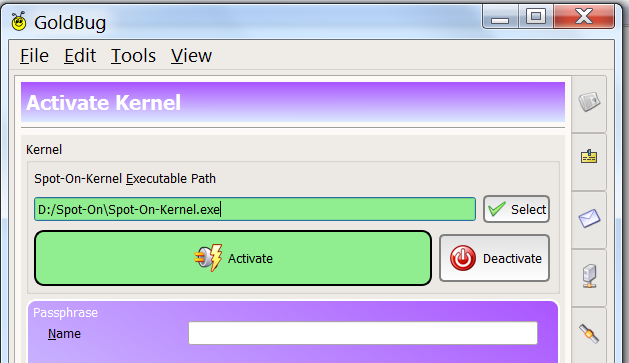 GoldBug
File Edit Tools View
Activate Kernel
Kernel
Spot-On-Kernel Executable Path
D:/Spot-On\Spot-On-Kernel.exe Select
Activate Deactivate
Passphrase
Name